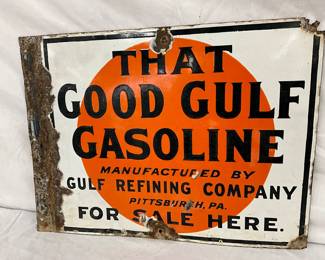 THAT
GOOD GULF
GASOLINE
MANUFACTURED BY
GULF REFINING COMPANY
PITTSBURGH, PA.
FOR SALE HERE.